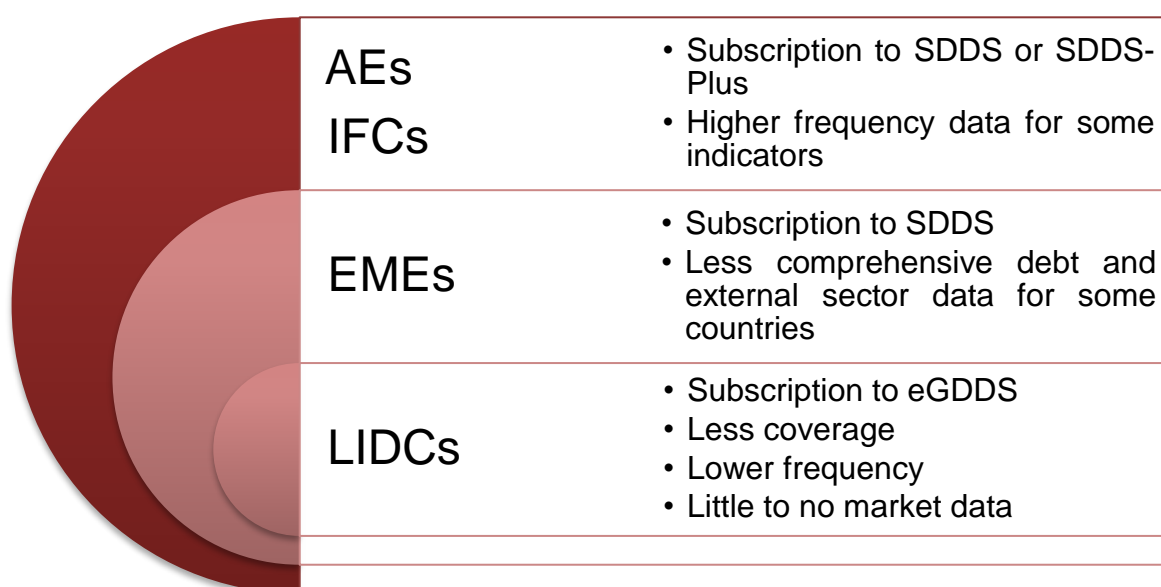 AEs
IFCs
• Subscription to SDDS or SDDS-
Plus
• Higher frequency data for some
indicators
EMEs
• Subscription to SDDS
• Less comprehensive debt and
external sector data for some
countries
LIDCs
• Subscription to eGDDS
• Less coverage
• Lower frequency
• Little to no market data